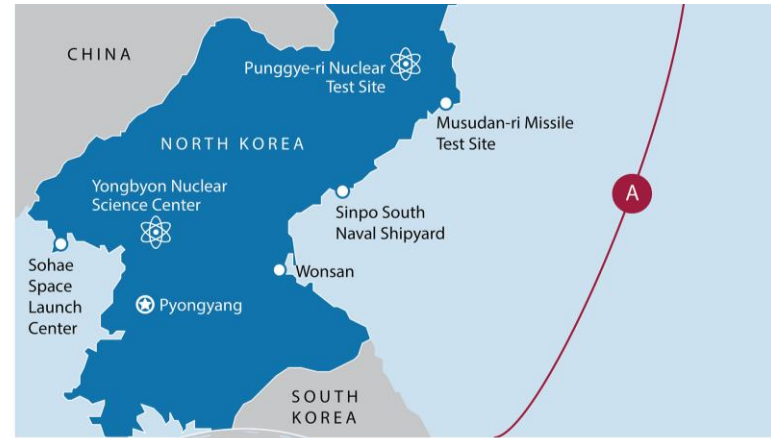 CHINA
Punggye-ri Nuclear
Test Site
Musudan-ri Missile
Test Site
NORTH KOREA
Yongbyon Nuclear
Science Center
A
Sinpo South
Naval Shipyard
Sohae
Space
Launch
Center
Wonsan
Pyongyang
SOUTH
KOREA